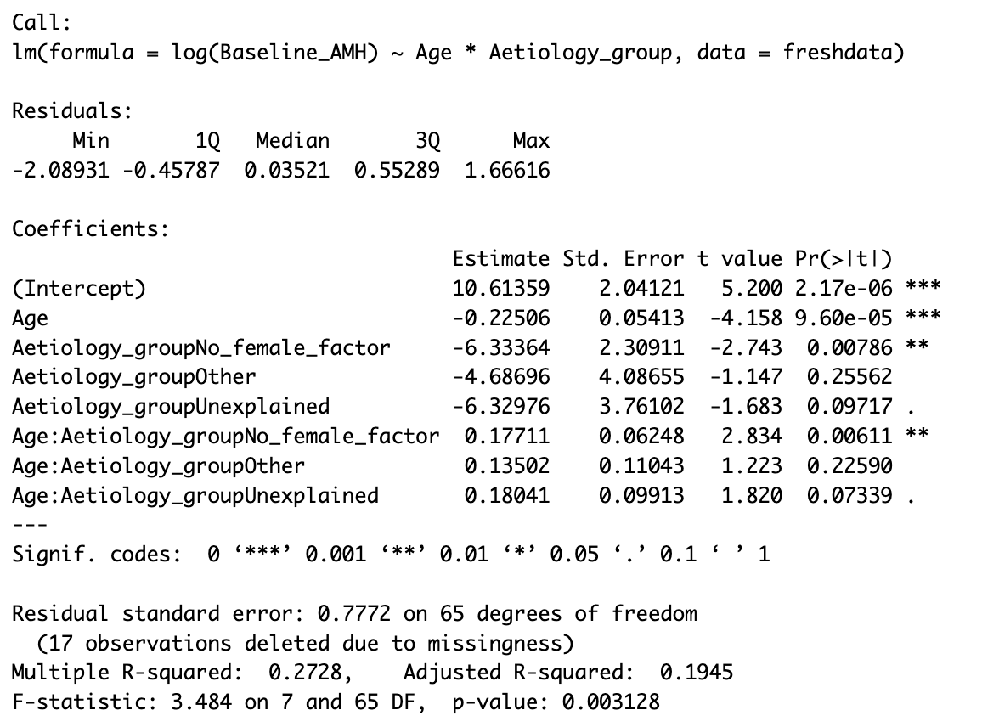 Call:
lm(formula = log(Baseline_AMH) ~ Age * Aetiology_group, data = freshdata)
Residuals:
     Min       1Q   Median       3Q      Max
-2.08931 -0.45787  0.03521  0.55289  1.66616
Coefficients:
                                  Estimate Std. Error t value Pr(>|t|)
(Intercept)                       10.61359    2.04121   5.200 2.17e-06 ***
Age                               -0.22506    0.05413  -4.158 9.60e-05 ***
Aetiology_groupNo_female_factor   -6.33364    2.30911  -2.743  0.00786 **
Aetiology_groupOther              -4.68696    4.08655  -1.147  0.25562
Aetiology_groupUnexplained        -6.32976    3.76102  -1.683  0.09717 .
Age:Aetiology_groupNo_female_factor  0.17711    0.06248   2.834  0.00611 **
Age:Aetiology_groupOther           0.13502    0.11043   1.223  0.22590
Age:Aetiology_groupUnexplained     0.18041    0.09913   1.820  0.07339 .
---
Signif. codes:  0 ‘***’ 0.001 ‘**’ 0.01 ‘*’ 0.05 ‘.’ 0.1 ‘ ’ 1
Residual standard error: 0.7772 on 65 degrees of freedom
  (17 observations deleted due to missingness)
Multiple R-squared:  0.2728,    Adjusted R-squared:  0.1945
F-statistic: 3.484 on 7 and 65 DF,  p-value: 0.003128